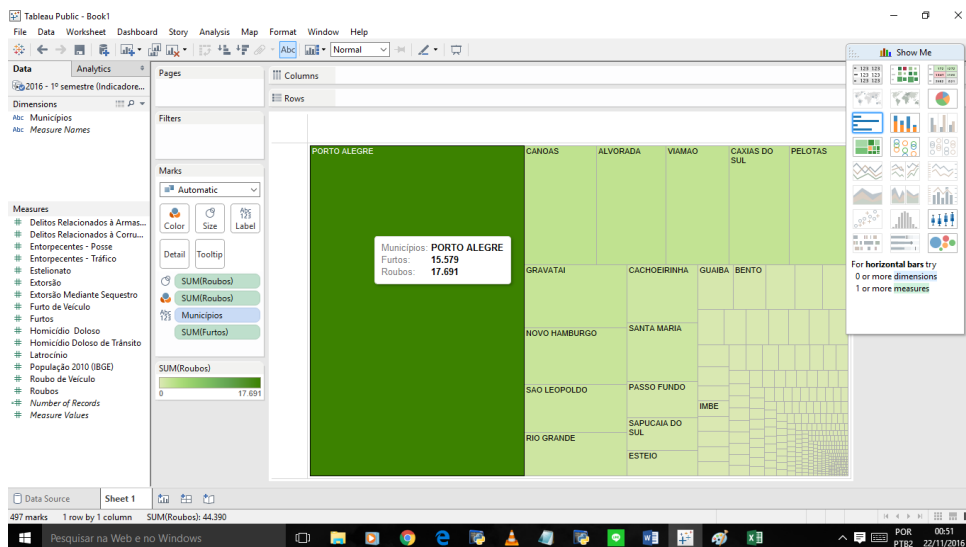 Tableau Public - Book1
File Data Worksheet Dashboard Story Analysis Map Format Window Help
Abc Normal
Data Analytics
2016 - 1º semestre (Indicadore...
Dimensions
Abc Municípios
Abc Measure Names
Measures
# Delitos Relacionados à Armas...
# Delitos Relacionados à Corru...
# Entorpecentes - Posse
# Entorpecentes - Tráfico
# Estelionato
# Extorsão
# Extorsão Mediante Sequestro
# Furto de Veículo
# Furtos
# Homicídio Doloso
# Homicídio Doloso de Trânsito
# Latrocínio
# População 2010 (IBGE)
# Roubo de Veículo
# Roubos
# Number of Records
# Measure Values
Pages
Filters
Marks
Automatic
Color Size Label
Detail Tooltip
SUM(Roubos)
SUM(Roubos)
Municípios
SUM(Furtos)
SUM(Roubos)
0 17.691
Columns
Rows
PORTO ALEGRE
Municípios: PORTO ALEGRE
Furtos: 15.579
Roubos: 17.691
CANOAS
ALVORADA
VIAMAO
CAXIAS DO
SUL
PELOTAS
GRAVATAI
CACHOEIRINHA
GUAIBA
BENTO
NOVO HAMBURGO
SANTA MARIA
SAO LEOPOLDO
PASSO FUNDO
IMBE
SAPUCAIA DO
SUL
RIO GRANDE
ESTEIO
Show Me
For horizontal bars try
0 or more dimensions
1 or more measures
Data Source Sheet 1
497 marks 1 row by 1 column SUM(Roubos): 44.390
Pesquisar na Web e no Windows
POR
PTB2
00:51
22/11/2016